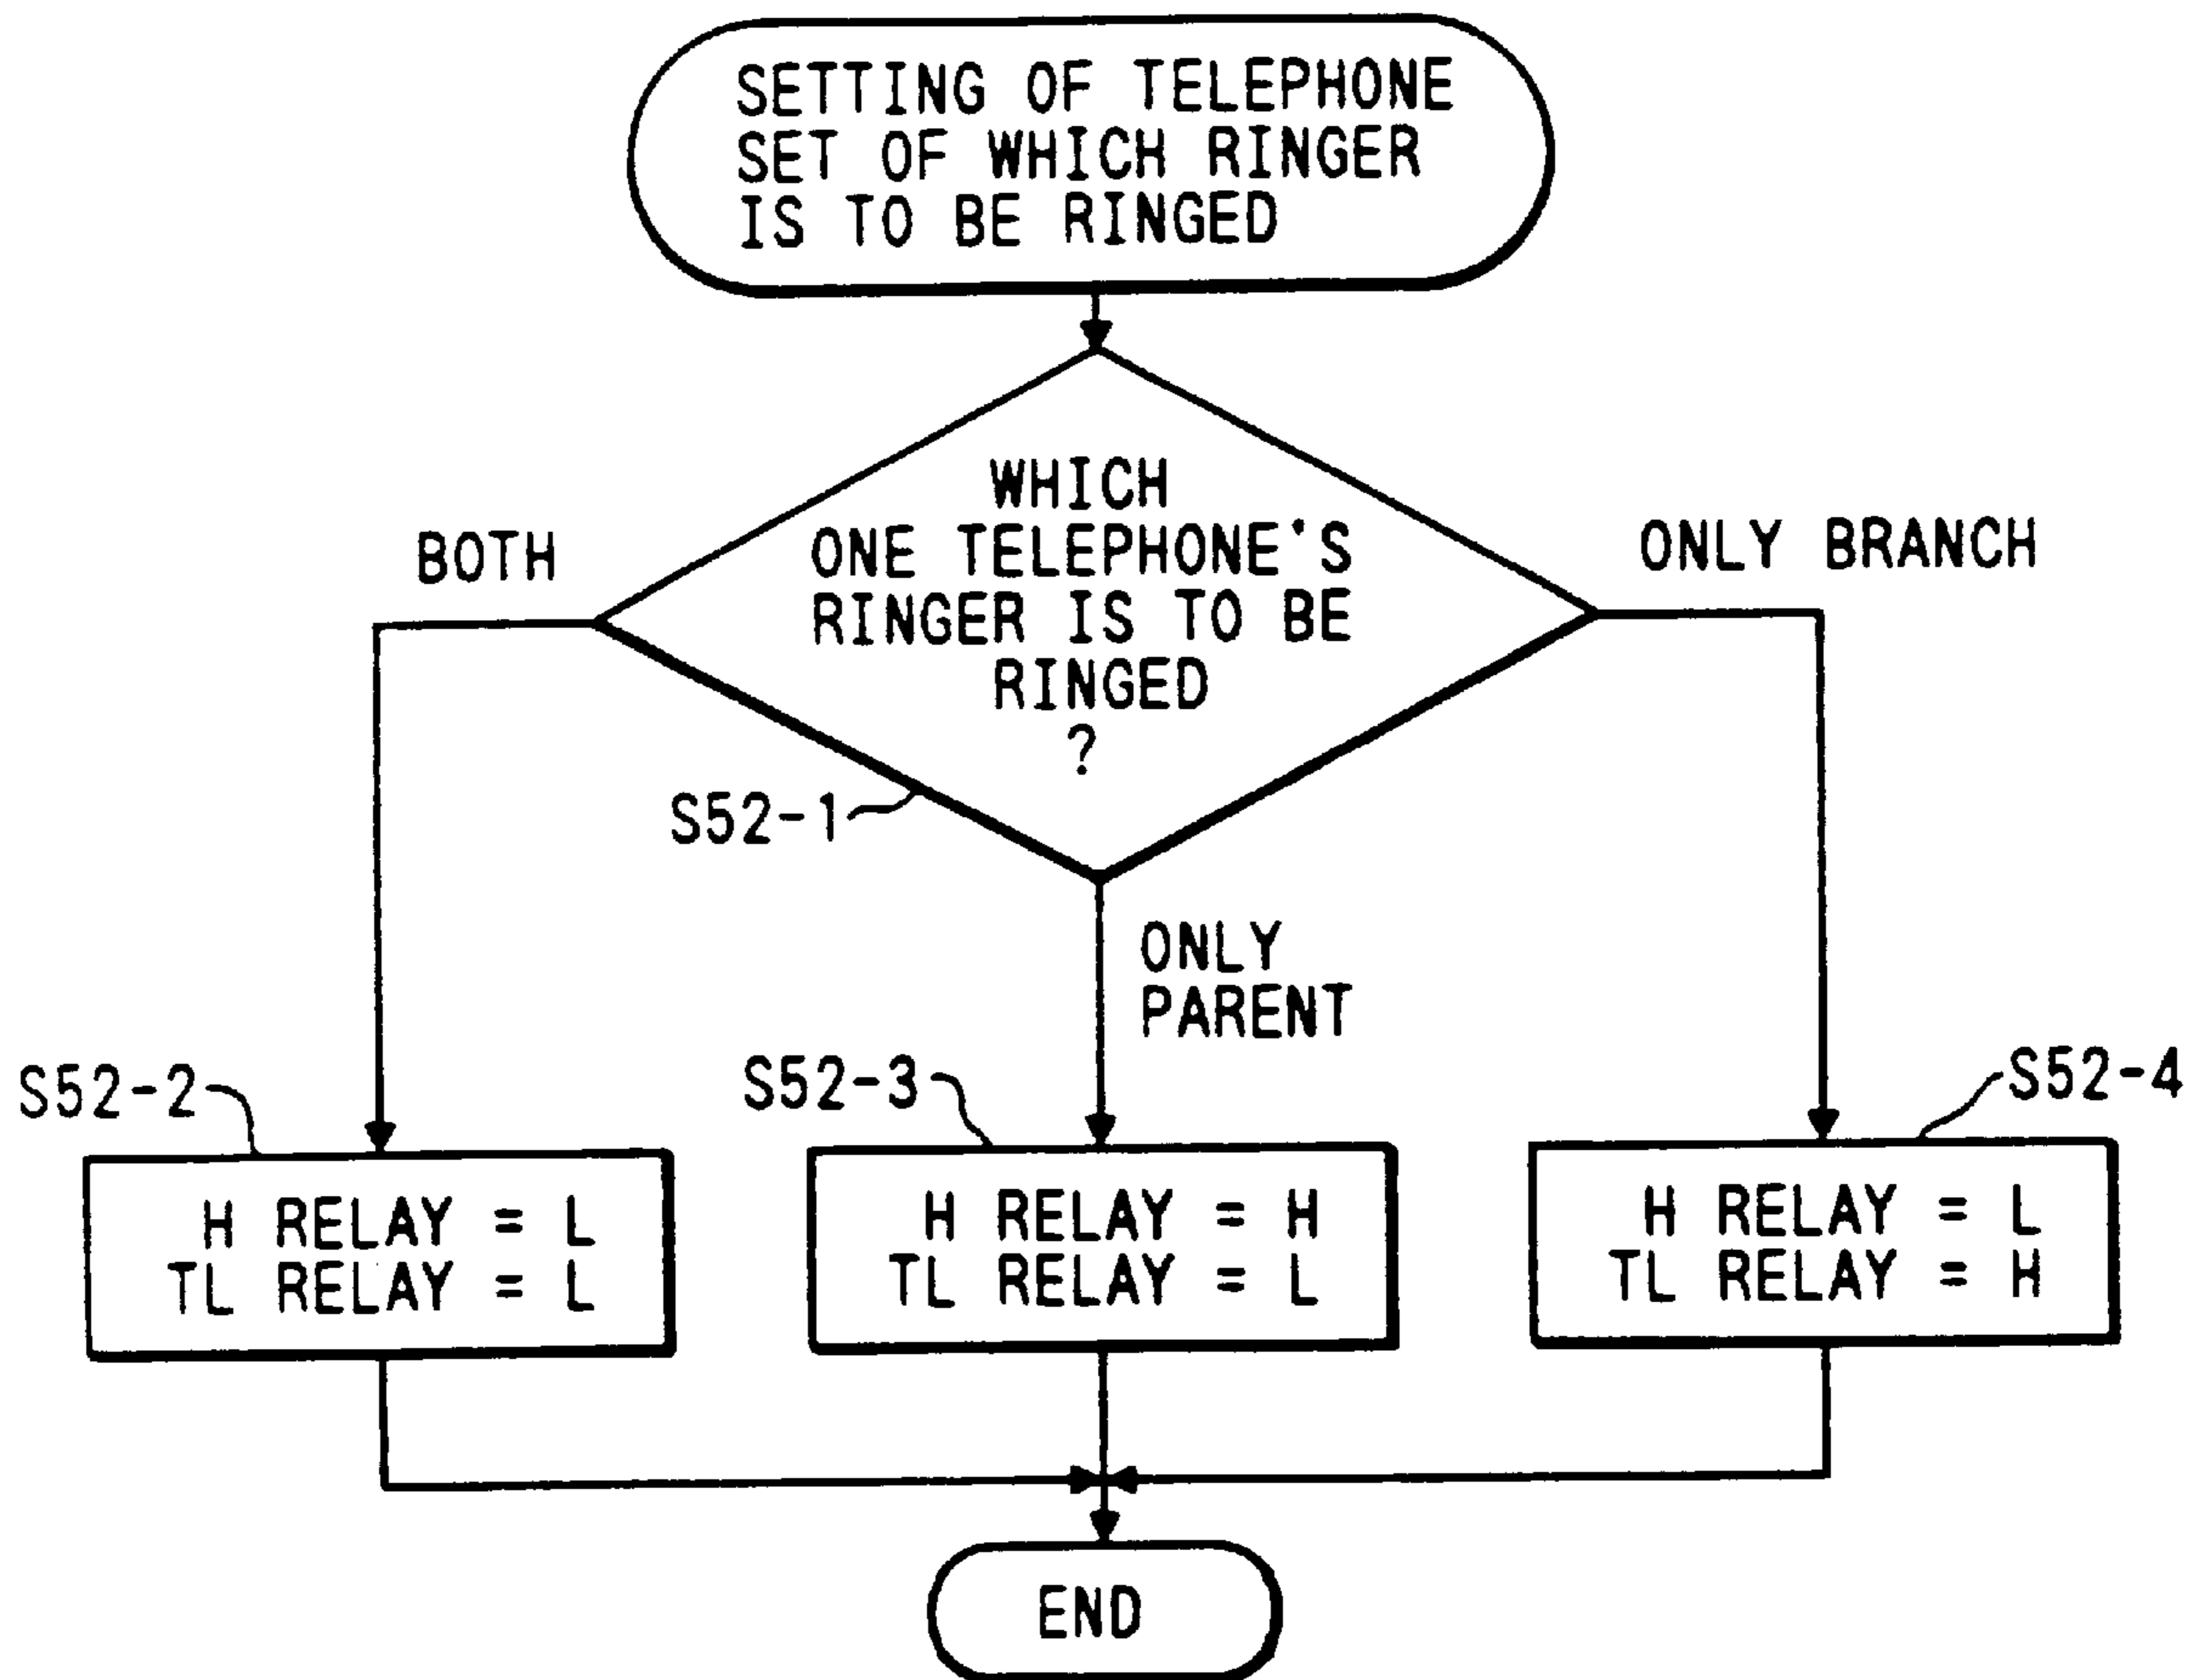 SETTING OF TELEPHONE
SET OF WHICH RINGER
IS TO BE RINGED
WHICH
ONE TELEPHONE'S
RINGER IS TO BE
RINGED
?
BOTH
ONLY BRANCH
S52-1
ONLY
PARENT
S52-2
S52-3
S52-4
H RELAY = L
TL RELAY = L
H RELAY = H
TL RELAY = L
H RELAY = L
TL RELAY = H
END